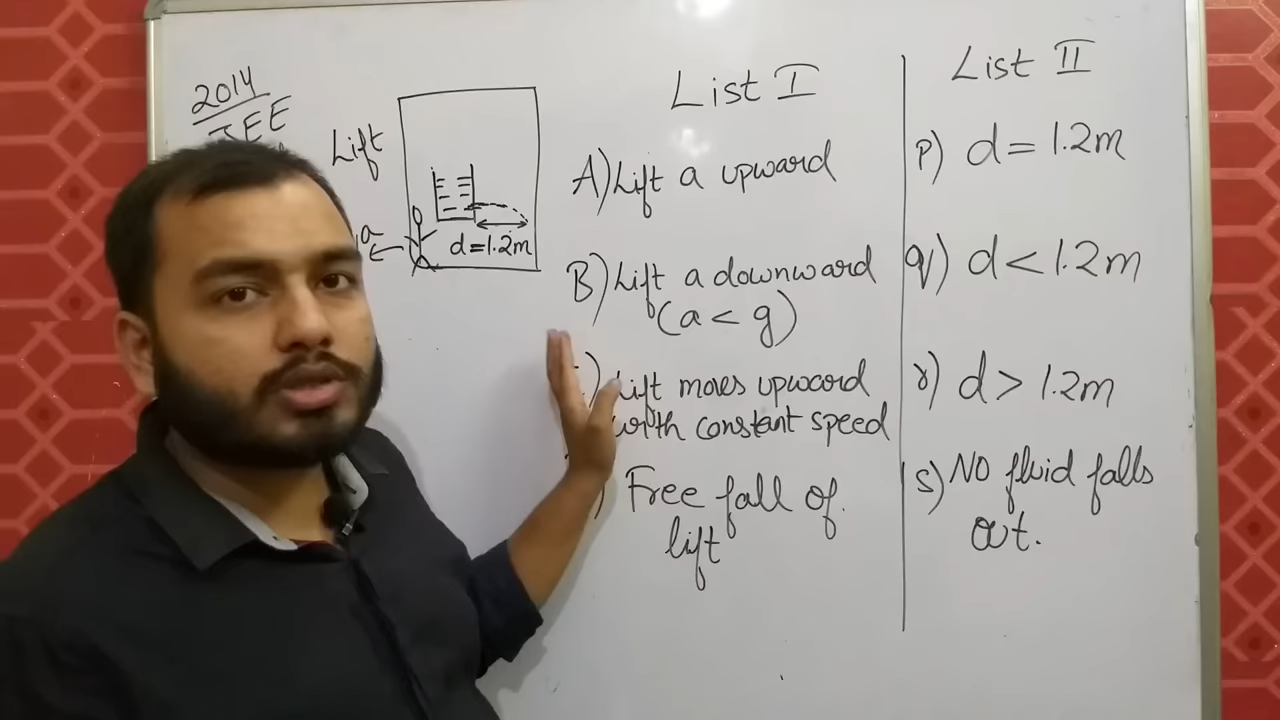 2014
JEE
Lift
a
d=1.2m
List I
A) Lift a upward
B) Lift a downward
(a < g)
Lift moves upward
with constant speed
Free fall of.
lift
List II
p) d = 1.2m
q) d < 1.2m
r) d > 1.2m
s) NO fluid falls
out.